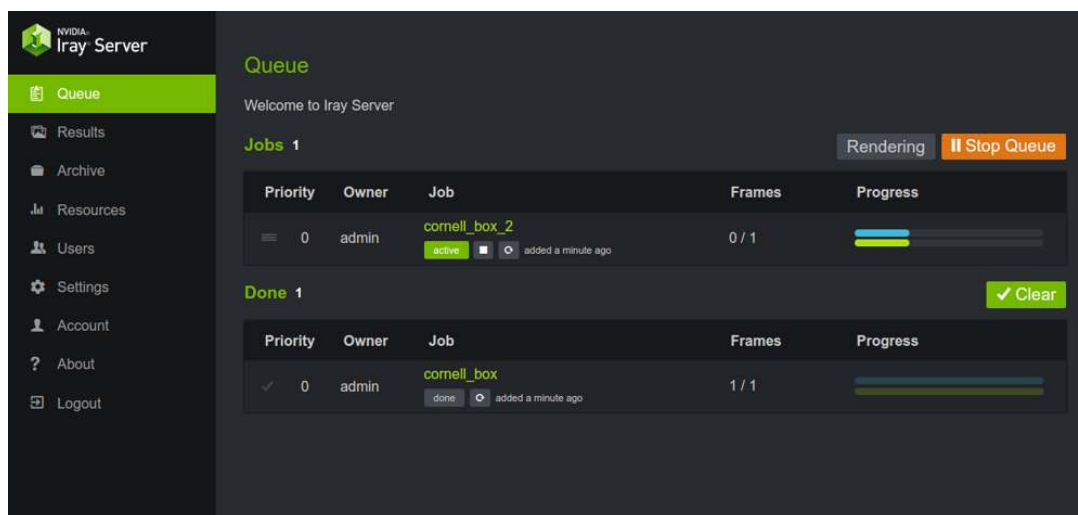 NVIDIA.
Iray® Server
Queue
Results
Archive
Resources
Users
Settings
Account
? About
Logout
Queue
Welcome to Iray Server
Jobs 1
Rendering
Stop Queue
Priority Owner Job Frames Progress
0 admin cornell_box_2 0 / 1
active added a minute ago
Done 1
Clear
Priority Owner Job Frames Progress
0 admin cornell_box 1 / 1
done added a minute ago